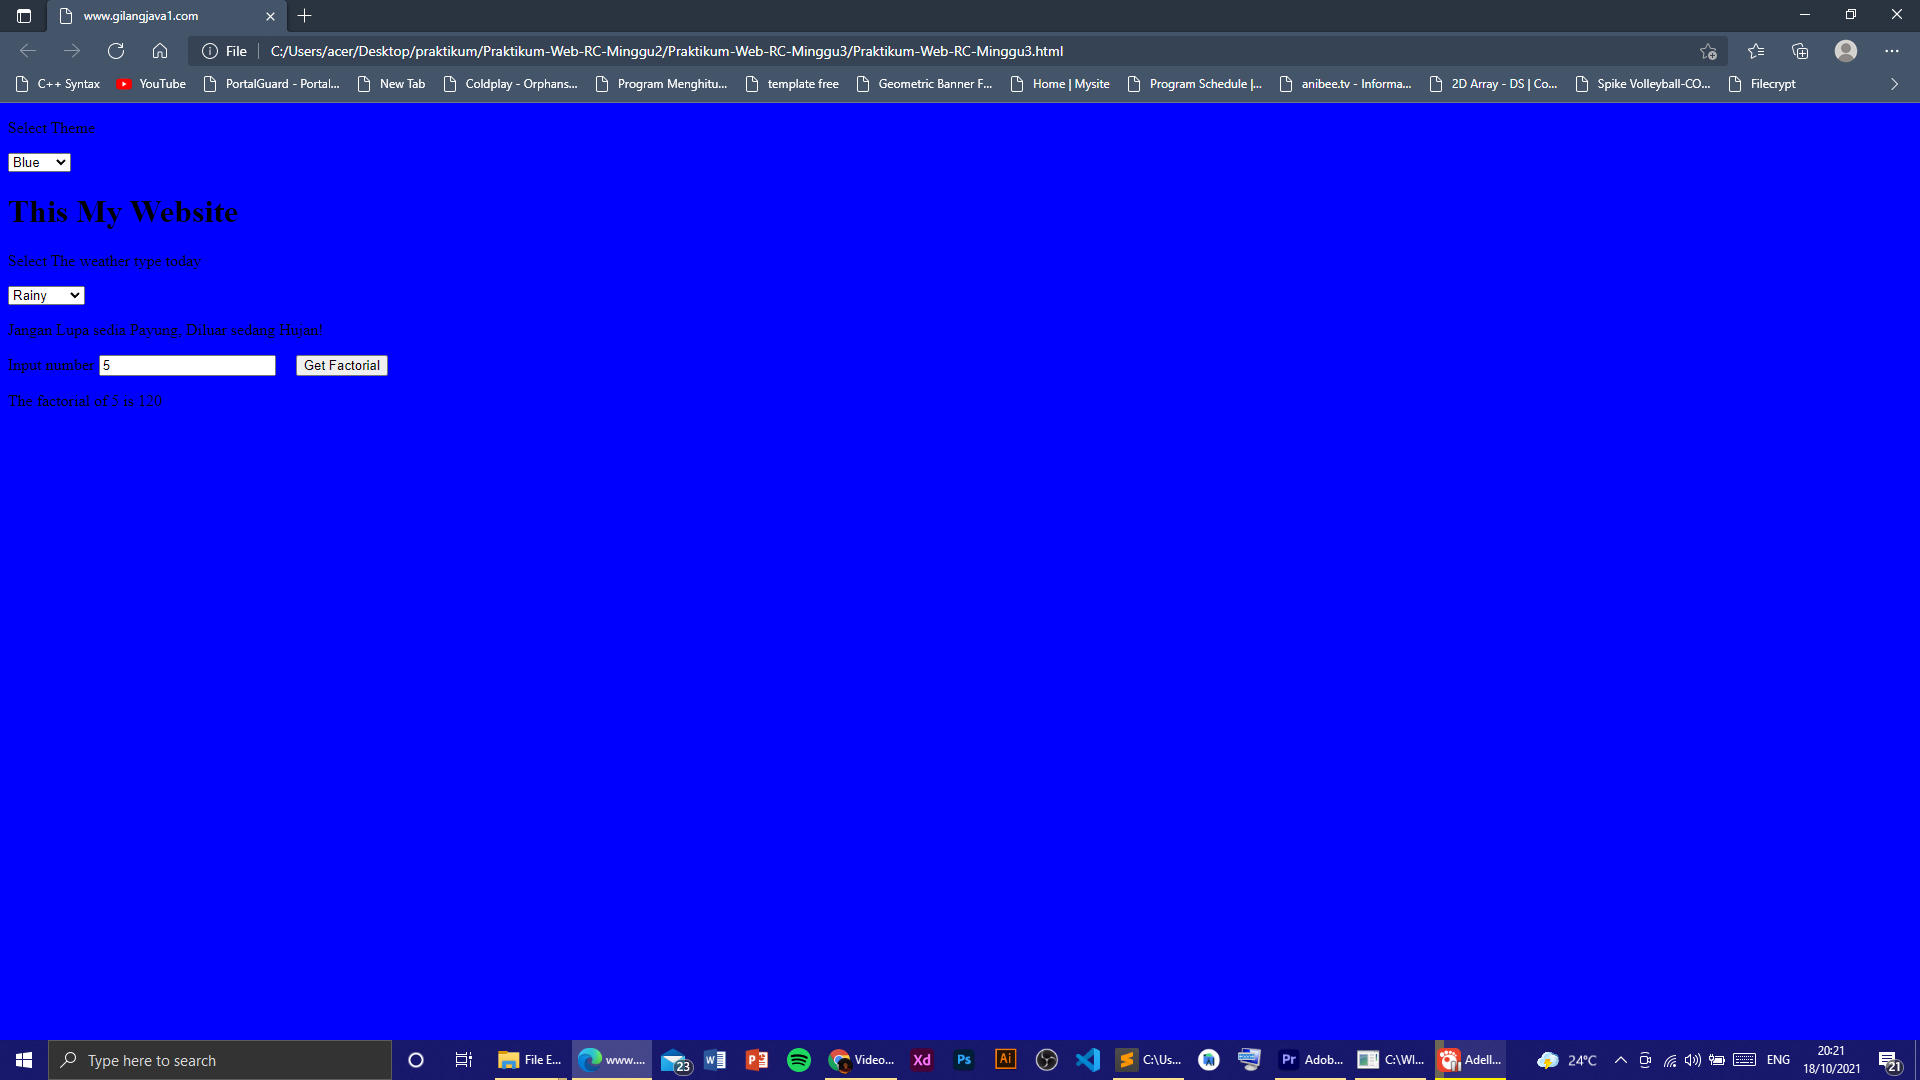 www.gilangjava1.com
File C:/Users/acer/Desktop/praktikum/Praktikum-Web-RC-Minggu2/Praktikum-Web-RC-Minggu3/Praktikum-Web-RC-Minggu3.html
C++ Syntax YouTube PortalGuard - Portal... New Tab Coldplay - Orphans... Program Menghitu... template free Geometric Banner F... Home | Mysite Program Schedule |... anibee.tv - Informa... 2D Array - DS | Co... Spike Volleyball-CO... Filecrypt
Select Theme
Blue
This My Website
Select The weather type today
Rainy
Jangan Lupa sedia Payung, Diluar sedang Hujan!
Input number 5 Get Factorial
The factorial of 5 is 120
Type here to search File E... www.... 23 Xd Ps Ai Video... C:\Us... Pr Adob... C:\WI... Adell... 24°C ENG 20:21 18/10/2021 21